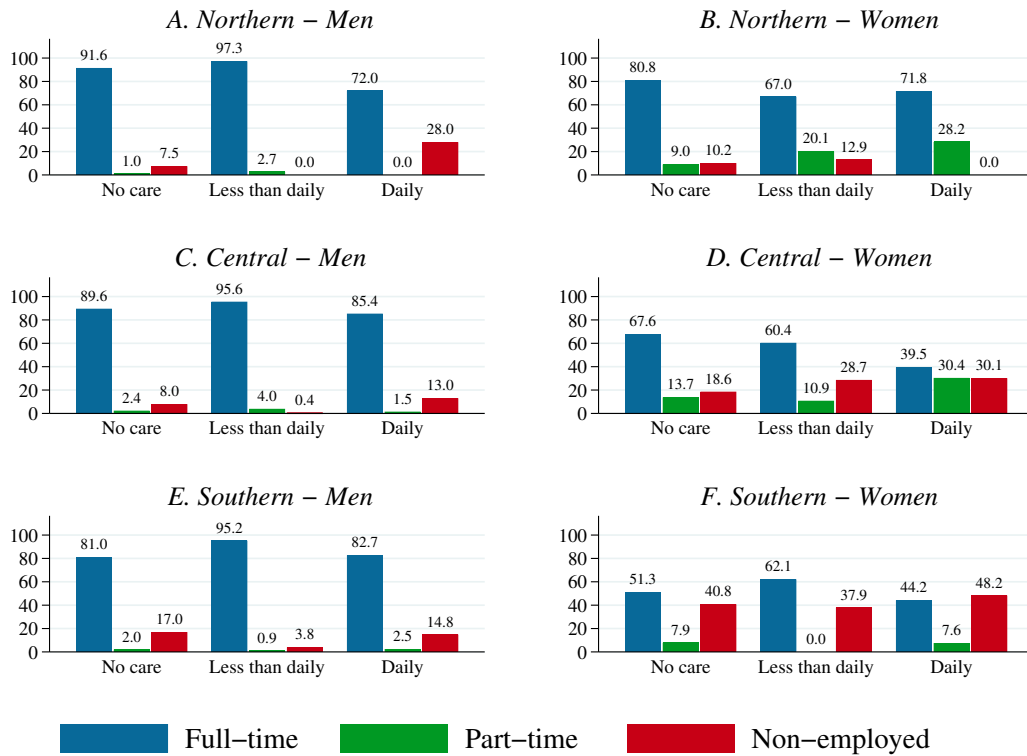 A. Northern − Men
100
80
60
40
20
0
91.6 1.0 7.5
97.3 2.7 0.0
72.0 0.0 28.0
No care Less than daily Daily
B. Northern − Women
100
80
60
40
20
0
80.8 9.0 10.2
67.0 20.1 12.9
71.8 28.2 0.0
No care Less than daily Daily
C. Central − Men
100
80
60
40
20
0
89.6 2.4 8.0
95.6 4.0 0.4
85.4 1.5 13.0
No care Less than daily Daily
D. Central − Women
100
80
60
40
20
0
67.6 13.7 18.6
60.4 10.9 28.7
39.5 30.4 30.1
No care Less than daily Daily
E. Southern − Men
100
80
60
40
20
0
81.0 2.0 17.0
95.2 0.9 3.8
82.7 2.5 14.8
No care Less than daily Daily
F. Southern − Women
100
80
60
40
20
0
51.3 7.9 40.8
62.1 0.0 37.9
44.2 7.6 48.2
No care Less than daily Daily
Full−time Part−time Non−employed